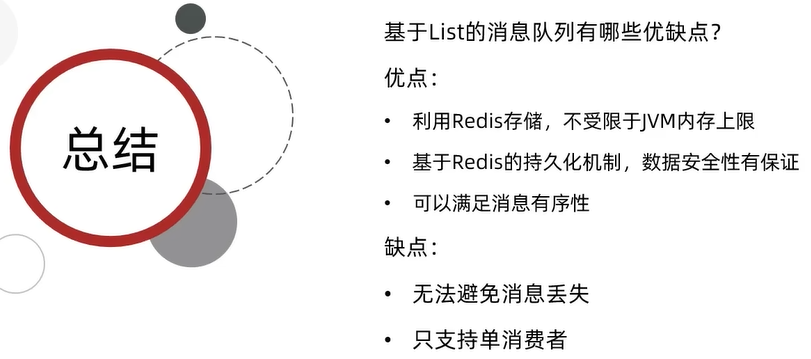 总结
基于List的消息队列有哪些优缺点？
优点：
• 利用Redis存储，不受限于JVM内存上限
• 基于Redis的持久化机制，数据安全性有保证
• 可以满足消息有序性
缺点：
• 无法避免消息丢失
• 只支持单消费者